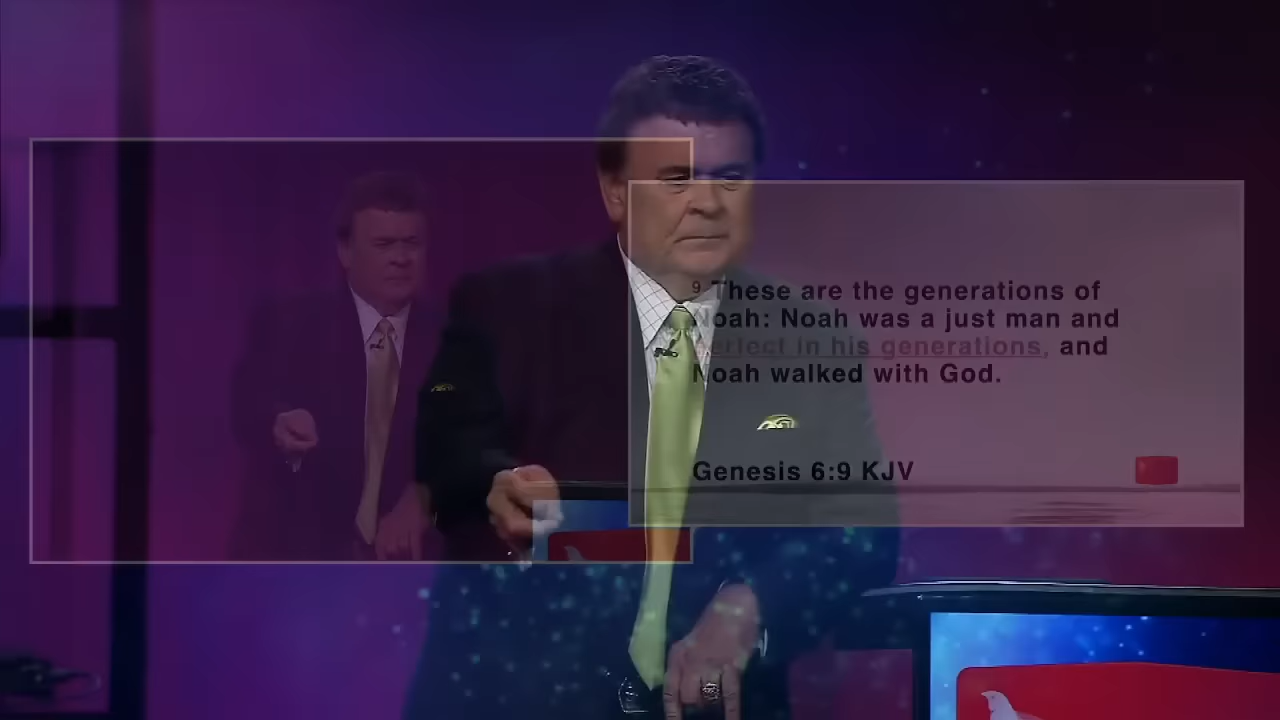 9 These are the generations of
Noah: Noah was a just man and
perfect in his generations, and
Noah walked with God.
Genesis 6:9 KJV